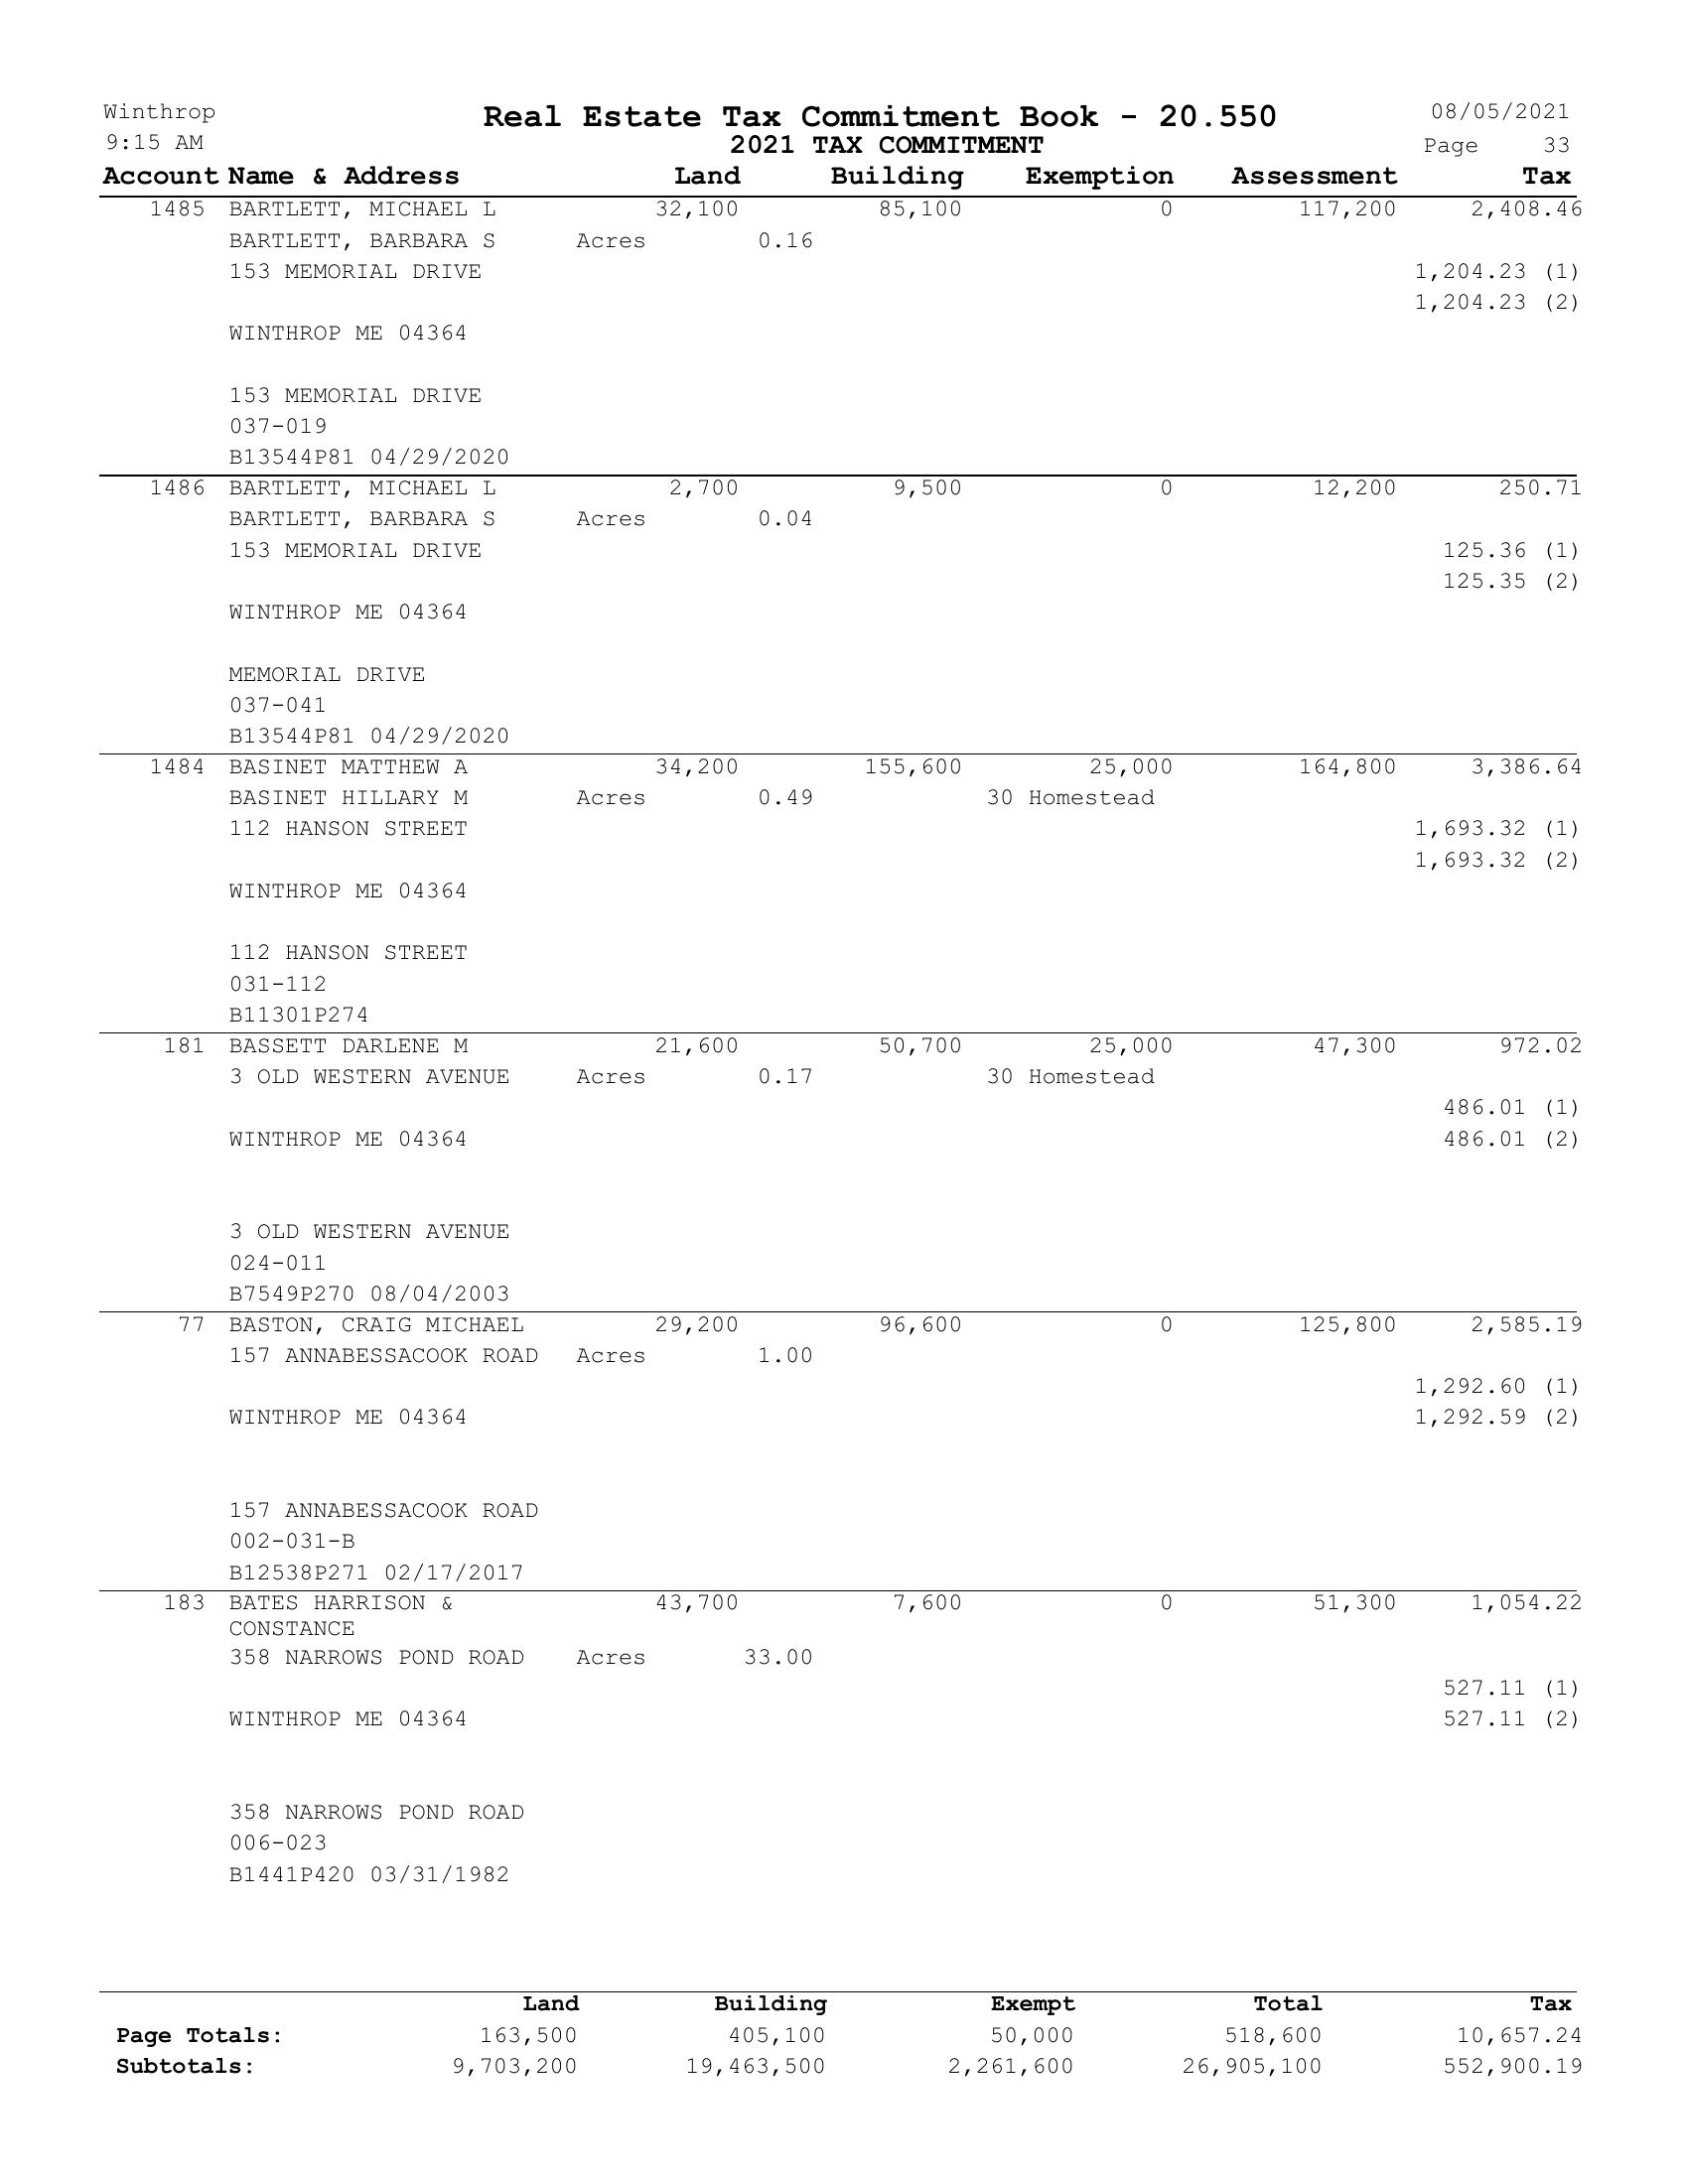 Winthrop Real Estate Tax Commitment Book - 20.550 08/05/2021
9:15 AM 2021 TAX COMMITMENT Page 33
Account Name & Address Land Building Exemption Assessment Tax
1485 BARTLETT, MICHAEL L 32,100 85,100 0 117,200 2,408.46
BARTLETT, BARBARA S Acres 0.16
153 MEMORIAL DRIVE 1,204.23 (1)
1,204.23 (2)
WINTHROP ME 04364
153 MEMORIAL DRIVE
037-019
B13544P81 04/29/2020
1486 BARTLETT, MICHAEL L 2,700 9,500 0 12,200 250.71
BARTLETT, BARBARA S Acres 0.04
153 MEMORIAL DRIVE 125.36 (1)
125.35 (2)
WINTHROP ME 04364
MEMORIAL DRIVE
037-041
B13544P81 04/29/2020
1484 BASINET MATTHEW A 34,200 155,600 25,000 164,800 3,386.64
BASINET HILLARY M Acres 0.49 30 Homestead
112 HANSON STREET 1,693.32 (1)
1,693.32 (2)
WINTHROP ME 04364
112 HANSON STREET
031-112
B11301P274
181 BASSETT DARLENE M 21,600 50,700 25,000 47,300 972.02
3 OLD WESTERN AVENUE Acres 0.17 30 Homestead
486.01 (1)
WINTHROP ME 04364 486.01 (2)
3 OLD WESTERN AVENUE
024-011
B7549P270 08/04/2003
77 BASTON, CRAIG MICHAEL 29,200 96,600 0 125,800 2,585.19
157 ANNABESSACOOK ROAD Acres 1.00
1,292.60 (1)
WINTHROP ME 04364 1,292.59 (2)
157 ANNABESSACOOK ROAD
002-031-B
B12538P271 02/17/2017
183 BATES HARRISON & 43,700 7,600 0 51,300 1,054.22
CONSTANCE
358 NARROWS POND ROAD Acres 33.00
527.11 (1)
WINTHROP ME 04364 527.11 (2)
358 NARROWS POND ROAD
006-023
B1441P420 03/31/1982
Land Building Exempt Total Tax
Page Totals: 163,500 405,100 50,000 518,600 10,657.24
Subtotals: 9,703,200 19,463,500 2,261,600 26,905,100 552,900.19